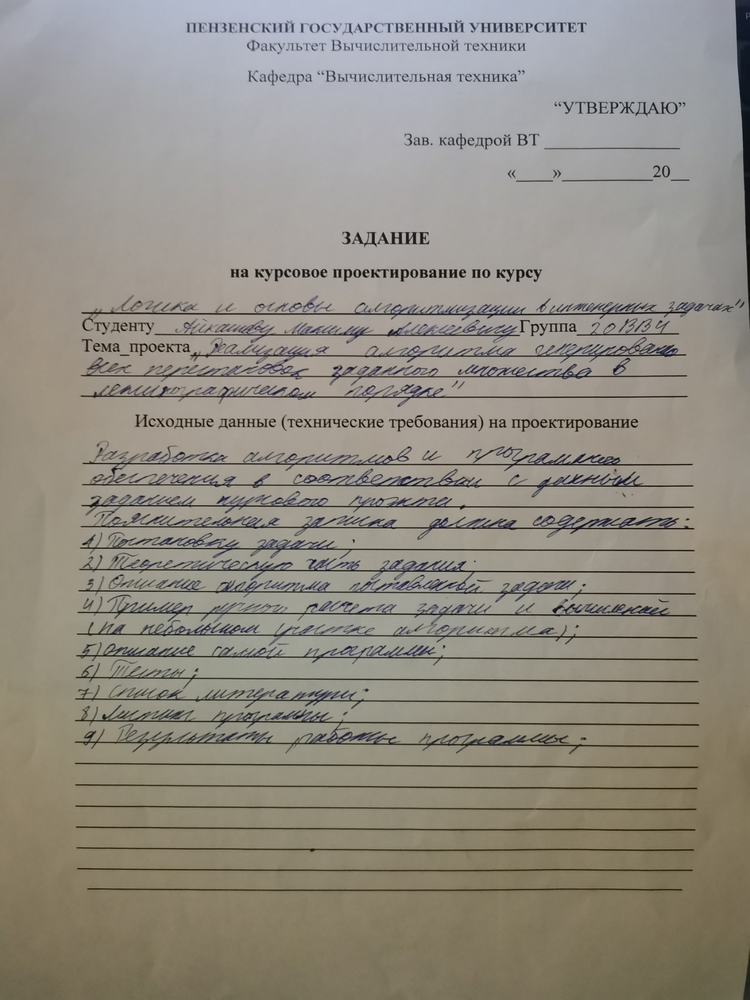 ПЕНЗЕНСКИЙ ГОСУДАРСТВЕННЫЙ УНИВЕРСИТЕТ
Факультет Вычислительной техники
Кафедра “Вычислительная техника”
“УТВЕРЖДАЮ”
Зав. кафедрой ВТ
«____»__________20__
ЗАДАНИЕ
на курсовое проектирование по курсу
„Логика и основы алгоритмизации в инженерных задачах"
Студенту Айкашеву Максиму Алексеевичу Группа 20ВВ4
Тема_проекта „Реализация алгоритма генерирования
всех перестановок заданного множества в
лексикографическом порядке"
Исходные данные (технические требования) на проектирование
Разработка алгоритмов и програмного
обеспечения в соответствии с данным
заданием курсового проекта.
Пояснительная записка должна содержать:
1) Постановку задачи;
2) Теоретическую часть задания;
3) Описание алгоритма поставленной задачи;
4) Пример ручного расчета задачи и вычислений
(на небольшом участке алгоритма);
5) Описание самой программы;
6) Тесты;
7) Список литературы;
8) Листинг программы;
9) Результаты работы программы;